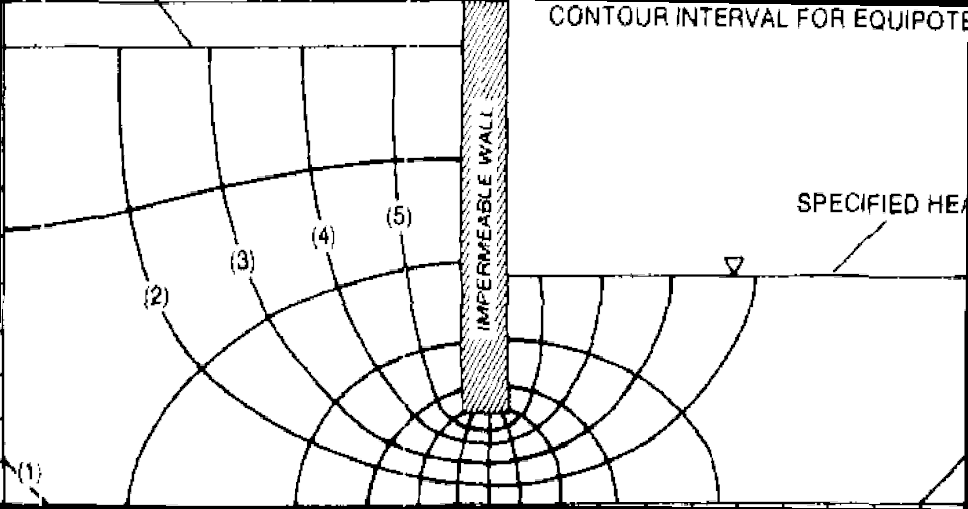 CONTOUR INTERVAL FOR EQUIPOTE
IMPERMEABLE WALL
SPECIFIED HEA
(5)
(4)
(3)
(2)
(1)